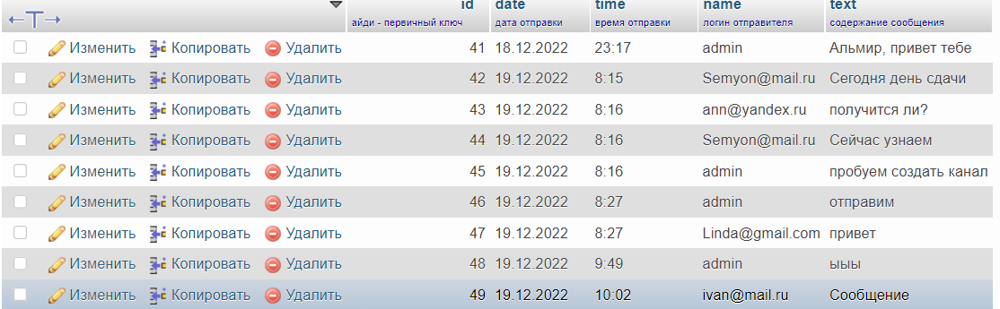 id date time name text
айди - первичный ключ дата отправки время отправки логин отправителя содержание сообщения
Изменить Копировать Удалить 41 18.12.2022 23:17 admin Альмир, привет тебе
Изменить Копировать Удалить 42 19.12.2022 8:15 Semyon@mail.ru Сегодня день сдачи
Изменить Копировать Удалить 43 19.12.2022 8:16 ann@yandex.ru получится ли?
Изменить Копировать Удалить 44 19.12.2022 8:16 Semyon@mail.ru Сейчас узнаем
Изменить Копировать Удалить 45 19.12.2022 8:16 admin пробуем создать канал
Изменить Копировать Удалить 46 19.12.2022 8:27 admin отправим
Изменить Копировать Удалить 47 19.12.2022 8:27 Linda@gmail.com привет
Изменить Копировать Удалить 48 19.12.2022 9:49 admin ыыы
Изменить Копировать Удалить 49 19.12.2022 10:02 ivan@mail.ru Сообщение